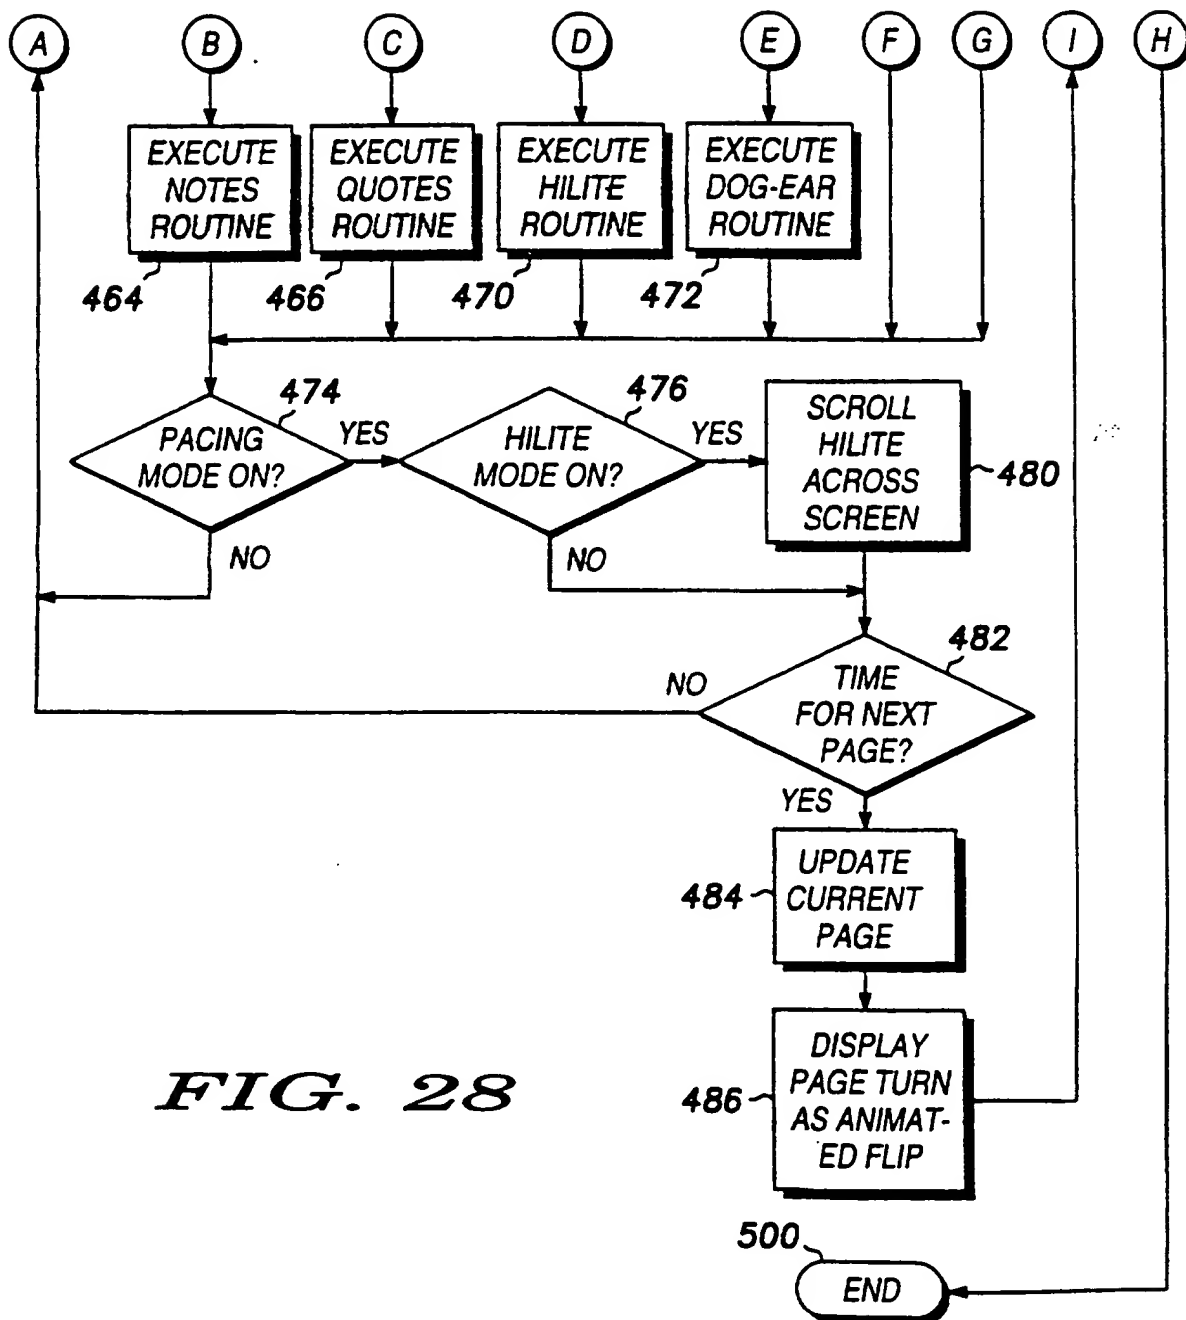 A B C D E F G I H
EXECUTE
NOTES
ROUTINE
464
EXECUTE
QUOTES
ROUTINE
466
EXECUTE
HILITE
ROUTINE
470
EXECUTE
DOG-EAR
ROUTINE
472
PACING
MODE ON?
474
YES
NO
HILITE
MODE ON?
476
YES
NO
SCROLL
HILITE
ACROSS
SCREEN
480
TIME
FOR NEXT
PAGE?
482
NO
YES
UPDATE
CURRENT
PAGE
484
DISPLAY
PAGE TURN
AS ANIMAT-
ED FLIP
486
FIG. 28
500
END